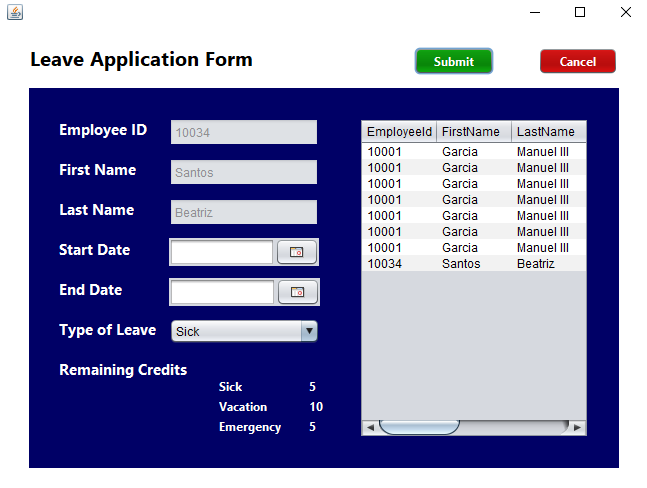 Leave Application Form
Submit
Cancel
Employee ID 10034
First Name Santos
Last Name Beatriz
Start Date
End Date
Type of Leave Sick
Remaining Credits
Sick 5
Vacation 10
Emergency 5
EmployeeId FirstName LastName
10001 Garcia Manuel III
10001 Garcia Manuel III
10001 Garcia Manuel III
10001 Garcia Manuel III
10001 Garcia Manuel III
10001 Garcia Manuel III
10001 Garcia Manuel III
10034 Santos Beatriz